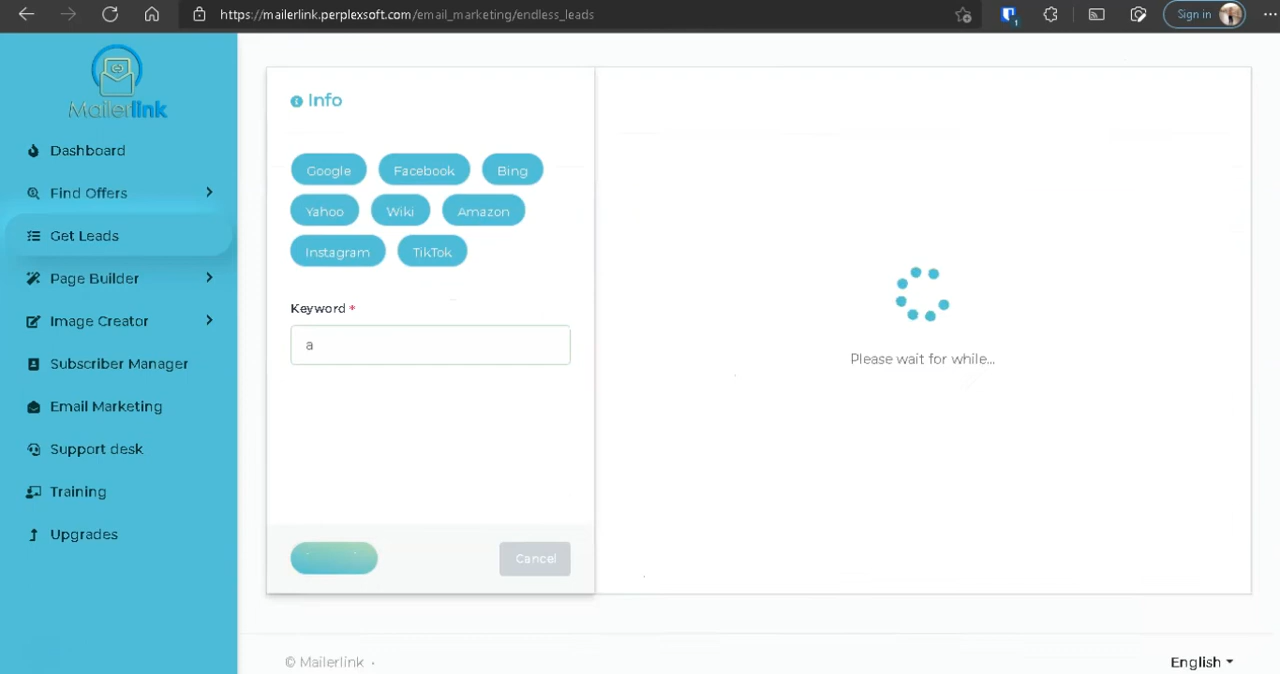 https://mailerlink.perplexsoft.com/email_marketing/endless_leads
1
Sign in
Mailerlink
Dashboard
Find Offers
Get Leads
Page Builder
Image Creator
Subscriber Manager
Email Marketing
Support desk
Training
Upgrades
Info
Google Facebook Bing
Yahoo Wiki Amazon
Instagram TikTok
Keyword *
a
Cancel
Please wait for while...
© Mailerlink ·
English